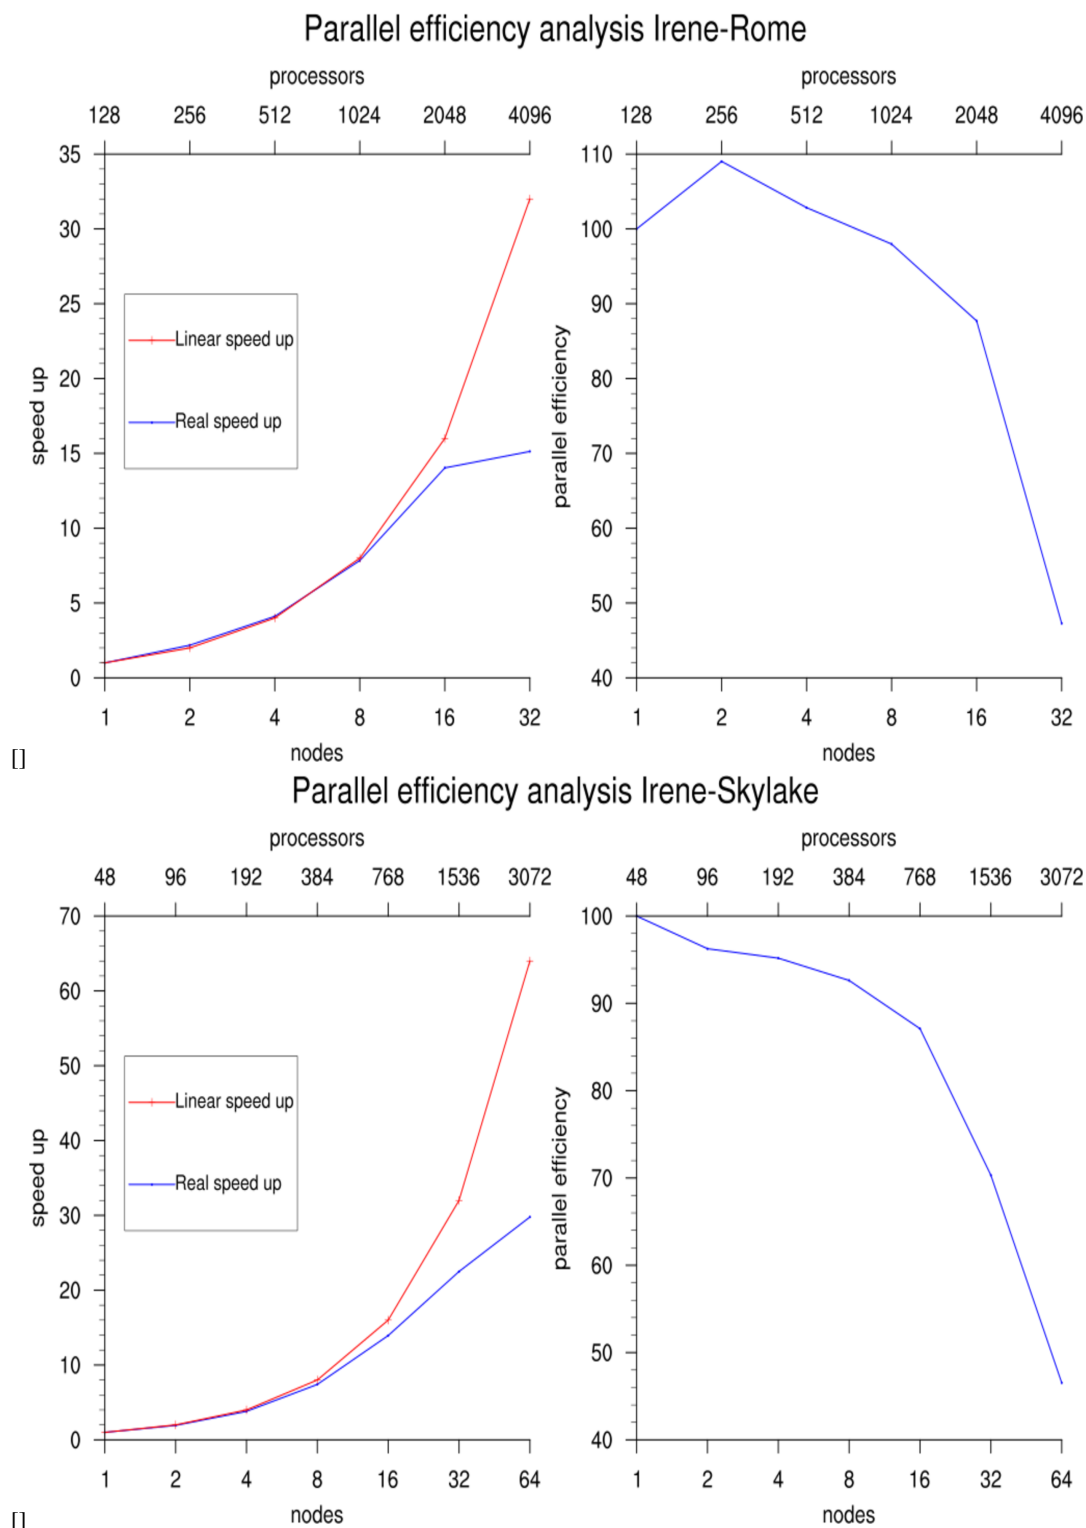 Parallel efficiency analysis Irene-Rome
processors processors
128 256 512 1024 2048 4096 128 256 512 1024 2048 4096
35 110
30 100
25 90
Linear speed up
20 80
Real speed up
speed up
parallel efficiency
15 70
10 60
5 50
0 40
1 2 4 8 16 32 1 2 4 8 16 32
nodes nodes
[]
Parallel efficiency analysis Irene-Skylake
processors processors
48 96 192 384 768 1536 3072 48 96 192 384 768 1536 3072
70 100
60 90
50
Linear speed up
40 80
Real speed up
speed up
parallel efficiency
30 70
20 60
10 50
0 40
1 2 4 8 16 32 64 1 2 4 8 16 32 64
nodes nodes
[]